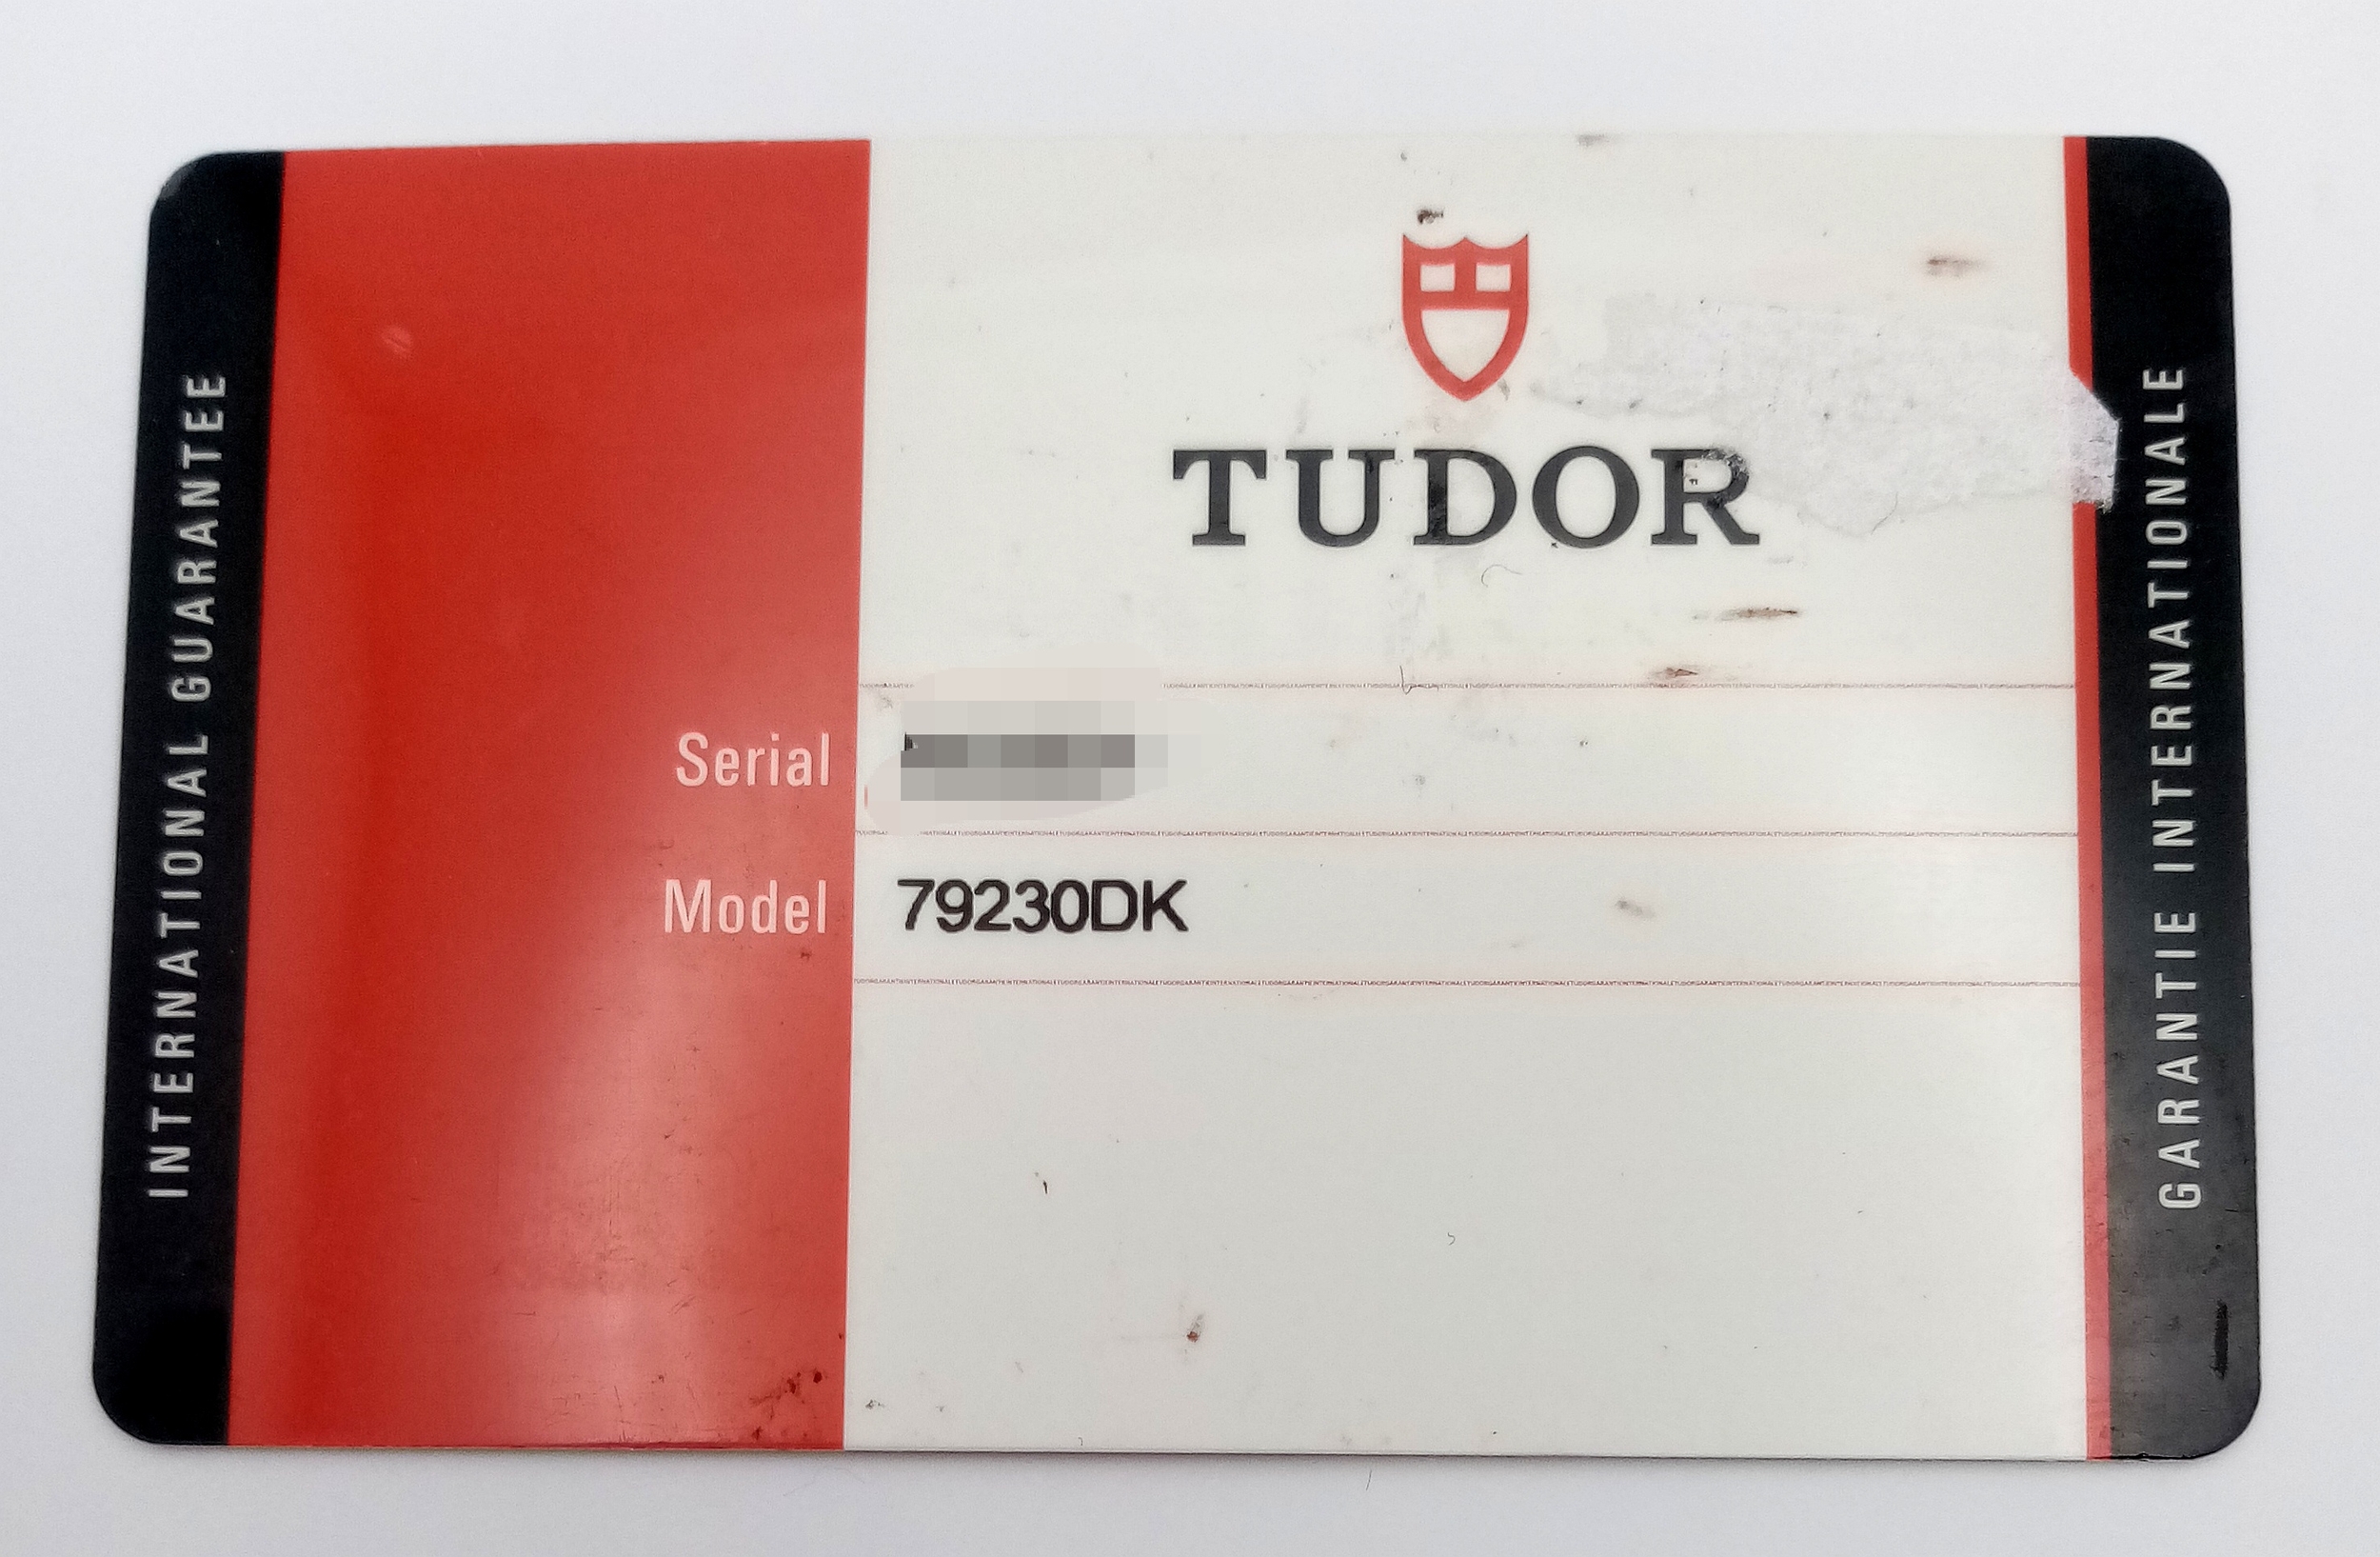 INTERNATIONAL GUARANTEE
TUDOR
Serial
Model 79230DK
GARANTIE INTERNATIONALE